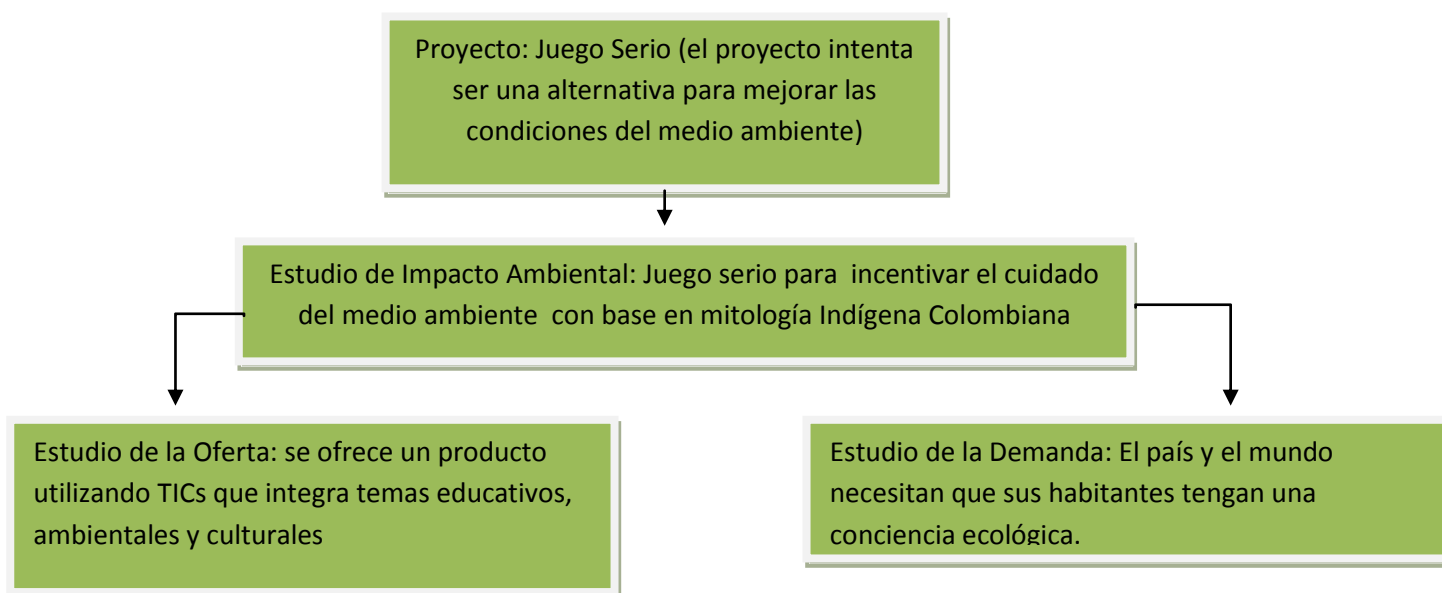 Proyecto: Juego Serio (el proyecto intenta
ser una alternativa para mejorar las
condiciones del medio ambiente)
Estudio de Impacto Ambiental: Juego serio para  incentivar el cuidado
del medio ambiente  con base en mitología Indígena Colombiana
Estudio de la Oferta: se ofrece un producto
utilizando TICs que integra temas educativos,
ambientales y culturales
Estudio de la Demanda: El país y el mundo
necesitan que sus habitantes tengan una
conciencia ecológica.